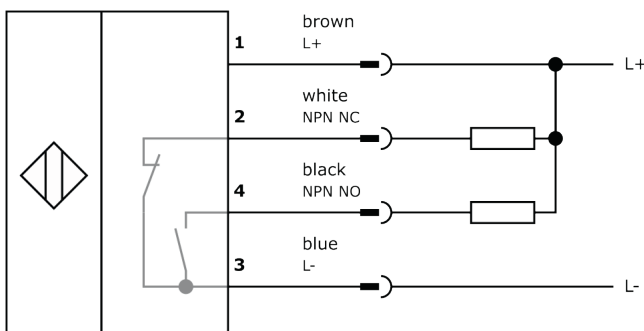 brown
1 L+ L+
white
2 NPN NC
black
4 NPN NO
blue
3 L- L-